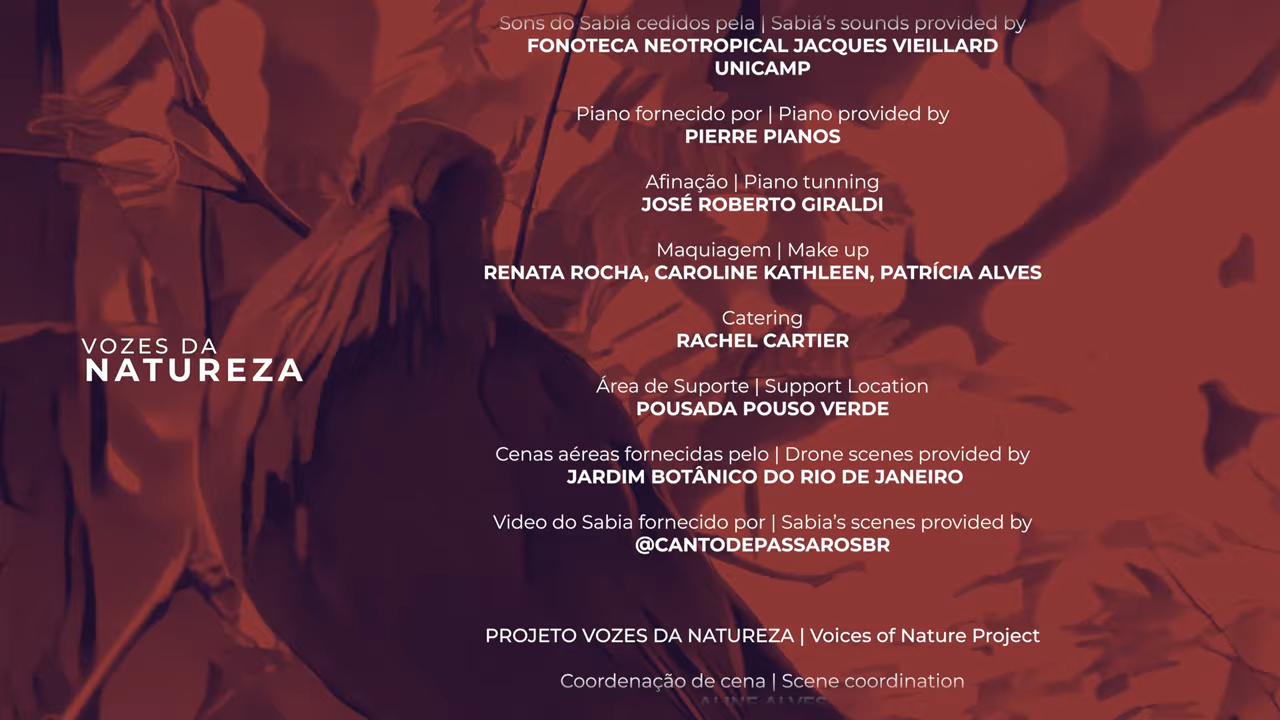 Sons do Sabiá cedidos pela | Sabiá's sounds provided by
FONOTECA NEOTROPICAL JACQUES VIEILLARD
UNICAMP
Piano fornecido por | Piano provided by
PIERRE PIANOS
Afinação | Piano tunning
JOSÉ ROBERTO GIRALDI
Maquiagem | Make up
RENATA ROCHA, CAROLINE KATHLEEN, PATRÍCIA ALVES
Catering
RACHEL CARTIER
VOZES DA
NATUREZA
Área de Suporte | Support Location
POUSADA POUSO VERDE
Cenas aéreas fornecidas pelo | Drone scenes provided by
JARDIM BOTÂNICO DO RIO DE JANEIRO
Video do Sabia fornecido por | Sabia's scenes provided by
@CANTODEPASSAROSBR
PROJETO VOZES DA NATUREZA | Voices of Nature Project
Coordenação de cena | Scene coordination
ALINE ALVES